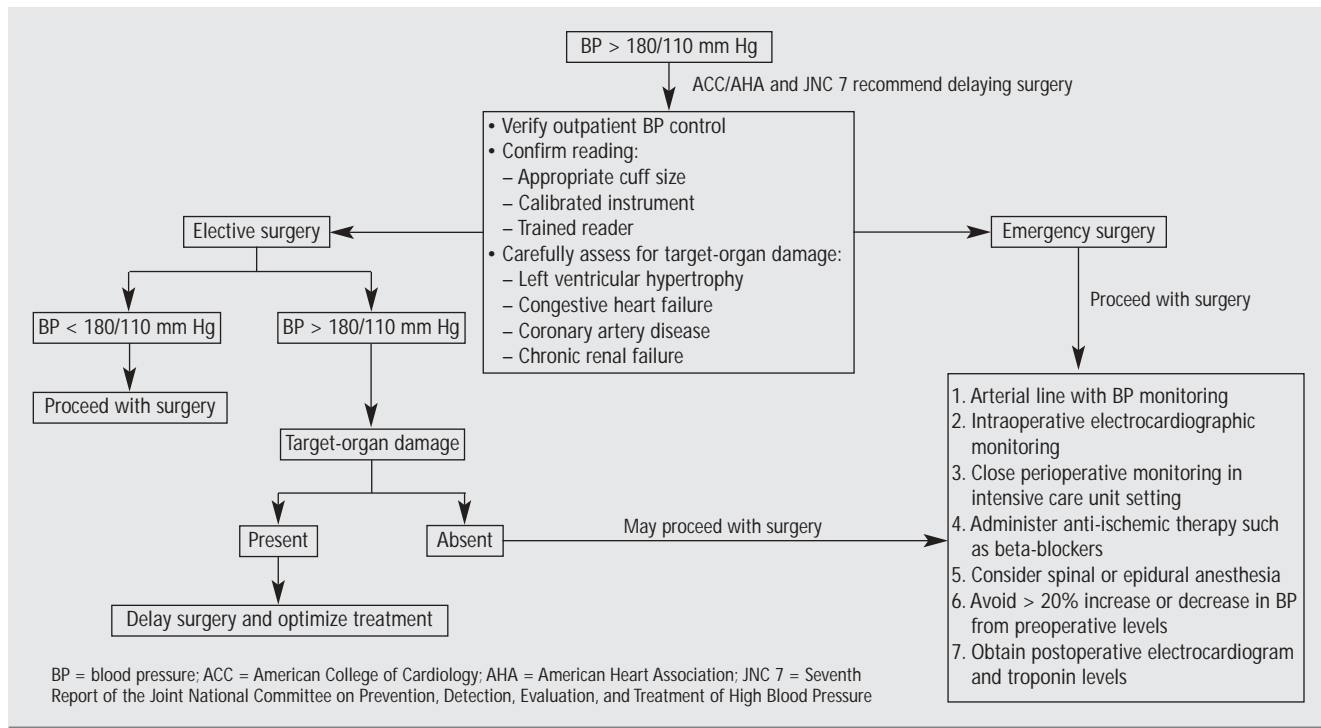 BP > 180/110 mm Hg
ACC/AHA and JNC 7 recommend delaying surgery
• Verify outpatient BP control
• Confirm reading:
– Appropriate cuff size
– Calibrated instrument
– Trained reader
• Carefully assess for target-organ damage:
– Left ventricular hypertrophy
– Congestive heart failure
– Coronary artery disease
– Chronic renal failure
Elective surgery
BP < 180/110 mm Hg
BP > 180/110 mm Hg
Proceed with surgery
Target-organ damage
Present
Absent
Delay surgery and optimize treatment
May proceed with surgery
Emergency surgery
Proceed with surgery
1. Arterial line with BP monitoring
2. Intraoperative electrocardiographic
monitoring
3. Close perioperative monitoring in
intensive care unit setting
4. Administer anti-ischemic therapy such
as beta-blockers
5. Consider spinal or epidural anesthesia
6. Avoid > 20% increase or decrease in BP
from preoperative levels
7. Obtain postoperative electrocardiogram
and troponin levels
BP = blood pressure; ACC = American College of Cardiology; AHA = American Heart Association; JNC 7 = Seventh
Report of the Joint National Committee on Prevention, Detection, Evaluation, and Treatment of High Blood Pressure